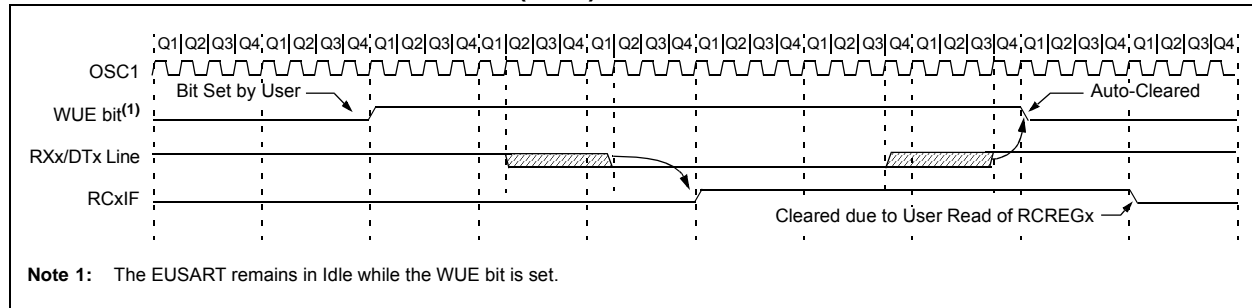 Q1 Q2 Q3 Q4 Q1 Q2 Q3 Q4 Q1 Q2 Q3 Q4 Q1 Q2 Q3 Q4 Q1 Q2 Q3 Q4 Q1 Q2 Q3 Q4 Q1 Q2 Q3 Q4 Q1 Q2 Q3 Q4 Q1 Q2 Q3 Q4 Q1 Q2 Q3 Q4
OSC1
Bit Set by User
Auto-Cleared
WUE bit(1)
RXx/DTx Line
RCxIF
Cleared due to User Read of RCREGx
Note 1: The EUSART remains in Idle while the WUE bit is set.